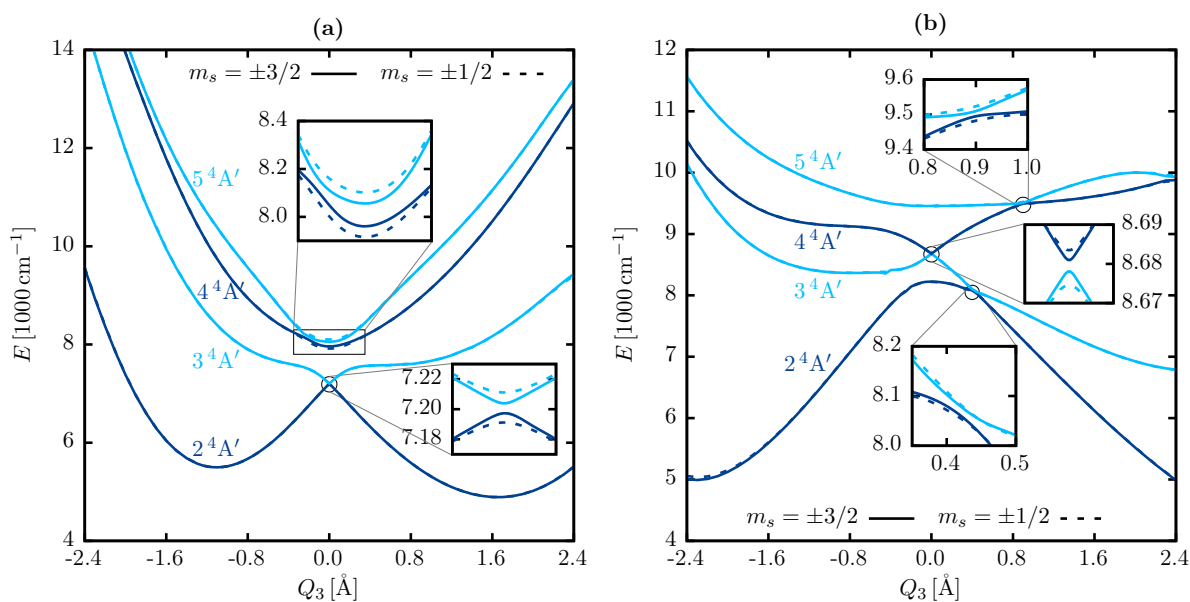 (a)
14
12
10
8
6
4
E [1000 cm⁻¹]
m_s = ±3/2
m_s = ±1/2
8.4
8.2
8.0
5 ⁴A′
4 ⁴A′
3 ⁴A′
2 ⁴A′
7.22
7.20
7.18
-2.4 -1.6 -0.8 0.0 0.8 1.6 2.4
Q₃ [Å]
(b)
12
11
10
9
8
7
6
5
4
E [1000 cm⁻¹]
9.6
9.5
9.4
0.8 0.9 1.0
5 ⁴A′
4 ⁴A′
3 ⁴A′
2 ⁴A′
8.69
8.68
8.67
8.2
8.1
8.0
0.4 0.5
m_s = ±3/2
m_s = ±1/2
-2.4 -1.6 -0.8 0.0 0.8 1.6 2.4
Q₃ [Å]